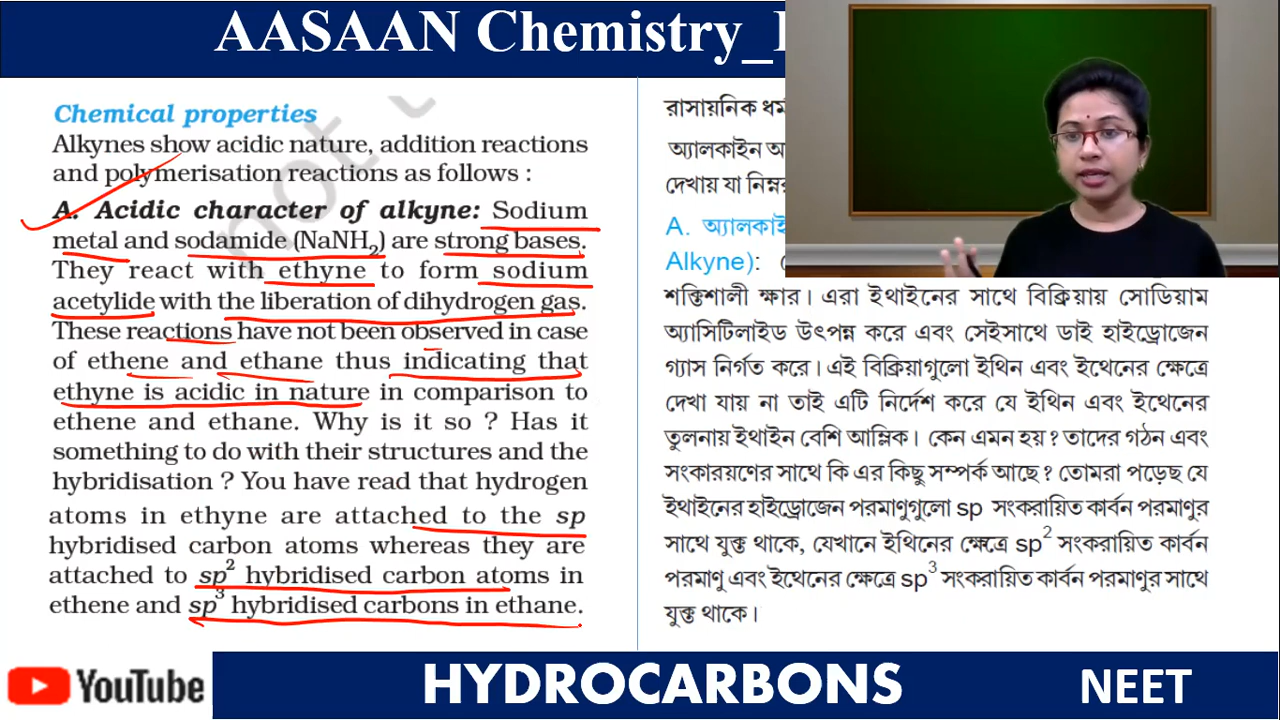 AASAAN Chemistry_
Chemical properties
Alkynes show acidic nature, addition reactions
and polymerisation reactions as follows :
A. Acidic character of alkyne: Sodium
metal and sodamide (NaNH₂) are strong bases.
They react with ethyne to form sodium
acetylide with the liberation of dihydrogen gas.
These reactions have not been observed in case
of ethene and ethane thus indicating that
ethyne is acidic in nature in comparison to
ethene and ethane. Why is it so ? Has it
something to do with their structures and the
hybridisation ? You have read that hydrogen
atoms in ethyne are attached to the sp
hybridised carbon atoms whereas they are
attached to sp² hybridised carbon atoms in
ethene and sp³ hybridised carbons in ethane.
not
রাসায়নিক
অ্যালকাইন
দেখায় যা
A.
Alkyne):
শক্তিশালী ক্ষার। এরা ইথাইনের সাথে বিক্রিয়ায় সোডিয়াম
অ্যাসিটিলাইড উৎপন্ন করে এবং সেইসাথে ডাই হাইড্রোজেন
গ্যাস নির্গত করে। এই বিক্রিয়াগুলো ইথিন এবং ইথেনের ক্ষেত্রে
দেখা যায় না তাই এটি নির্দেশ করে যে ইথিন এবং ইথেনের
তুলনায় ইথাইন বেশি আম্লিক। কেন এমন হয়? তাদের গঠন এবং
সংকারয়ণের সাথে কি এর কিছু সম্পর্ক আছে? তোমরা পড়েছ যে
ইথাইনের হাইড্রোজেন পরমাণুগুলো sp সংকরায়িত কার্বন পরমাণুর
সাথে যুক্ত থাকে, যেখানে ইথিনের ক্ষেত্রে sp² সংকরায়িত কার্বন
পরমাণু এবং ইথেনের ক্ষেত্রে sp³ সংকরায়িত কার্বন পরমাণুর সাথে
যুক্ত থাকে।
YouTube
HYDROCARBONS
NEET